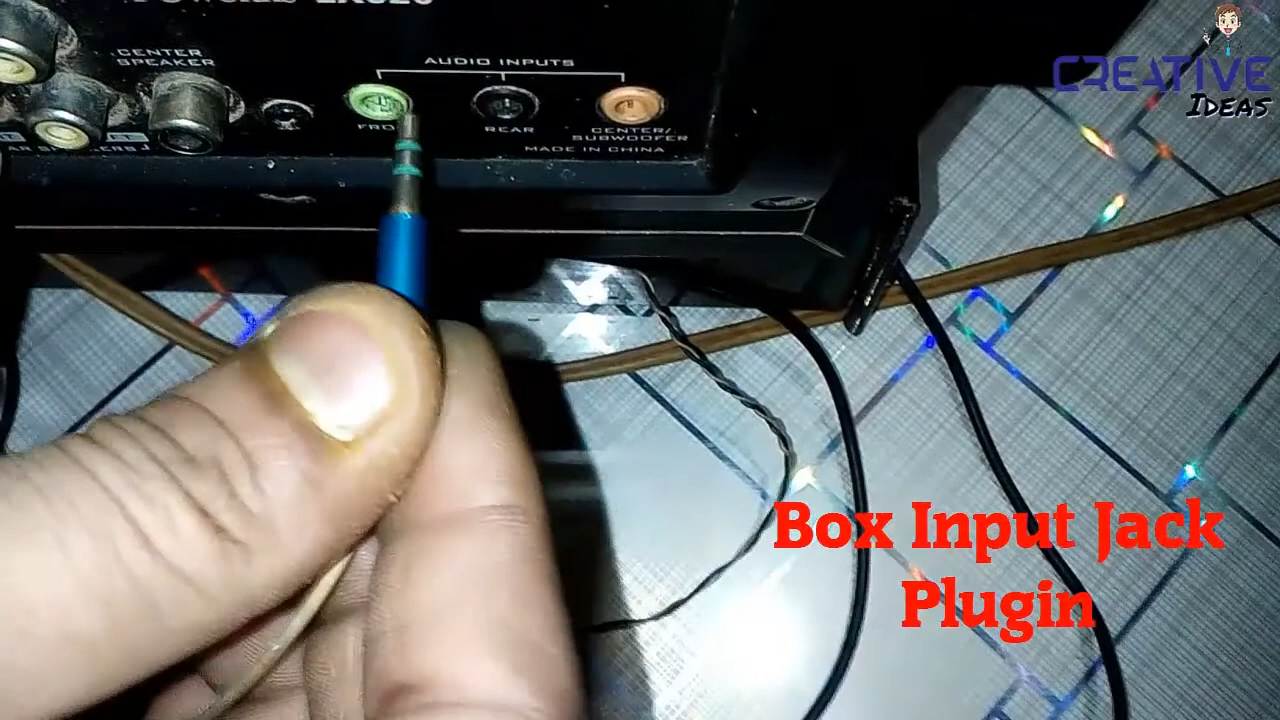 CREATIVE
IDEAS
CENTER
SPEAKER
AUDIO INPUTS
REAR
CENTER/
SUBWOOFER
MADE IN CHINA
Box Input Jack
Plugin